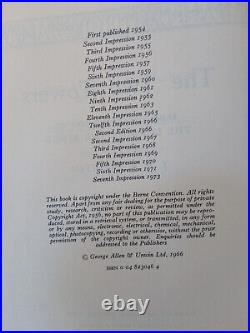 First published 1954
Second Impression 1955
Third Impression 1955
Fourth Impression 1956
Fifth Impression 1957
Sixth Impression 1959
Seventh Impression 1960
Eighth Impression 1961
Ninth Impression 1962
Tenth Impression 1963
Eleventh Impression 1965
Twelfth Impression 1966
Second Edition 1966
Second Impression 1967
Third Impression 1968
Fourth Impression 1969
Fifth Impression 1970
Sixth Impression 1971
Seventh Impression 1973
This book is copyright under the Berne Convention. All rights
reserved. Apart from any fair dealing for the purpose of private
study, research, criticism or review, as permitted under the
Copyright Act, 1956, no part of this publication may be repro-
duced, stored in a retrieval system, or transmitted, in any form
or by any means, electronic, electrical, chemical, mechanical,
optical, photocopying, recording or otherwise, without the prior
permission of the copyright owner. Enquiries should be
addressed to the Publishers
© George Allen & Unwin Ltd, 1966
ISBN 0 04 823046 4